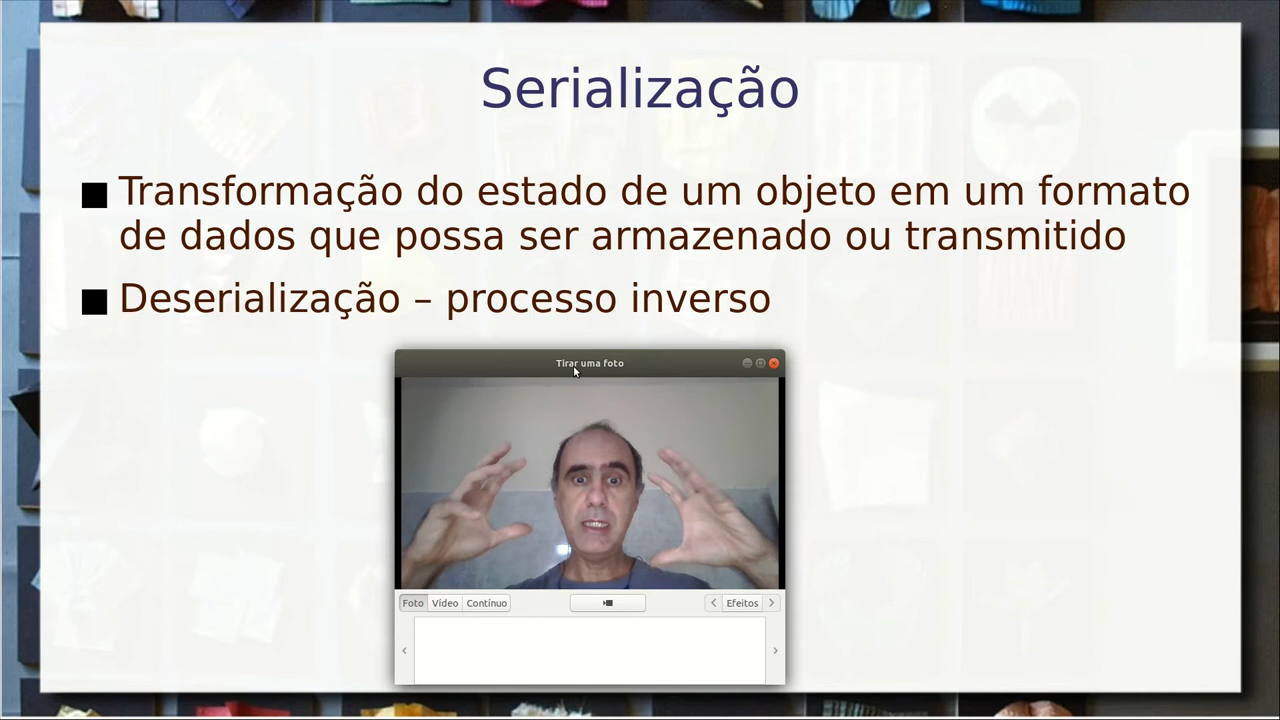 Serialização
Transformação do estado de um objeto em um formato
de dados que possa ser armazenado ou transmitido
Deserialização – processo inverso
Tirar uma foto
Foto Vídeo Contínuo Efeitos